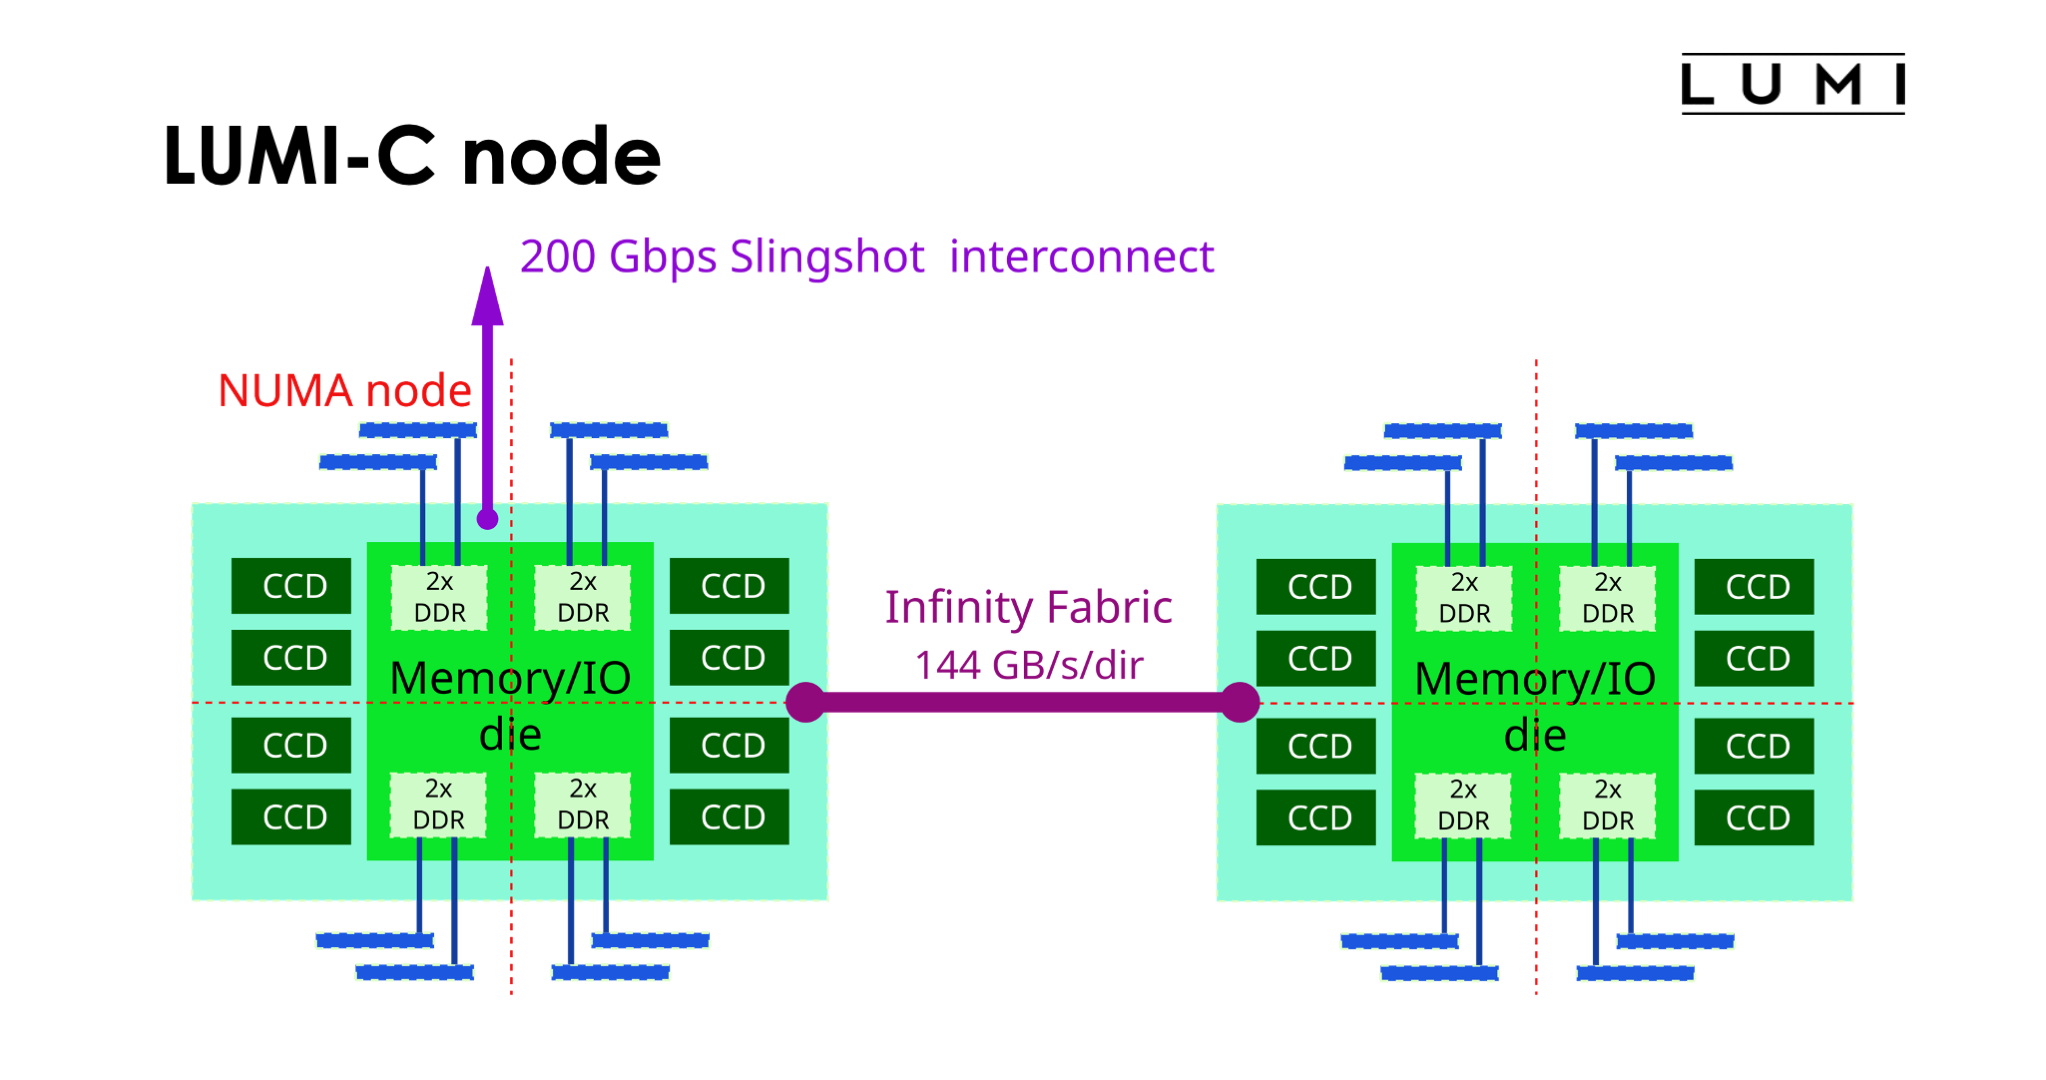 LUMI
LUMI-C node
200 Gbps Slingshot interconnect
NUMA node
CCD
CCD
CCD
CCD
2x
DDR
2x
DDR
Memory/IO
die
2x
DDR
2x
DDR
CCD
CCD
CCD
CCD
Infinity Fabric
144 GB/s/dir
CCD
CCD
CCD
CCD
2x
DDR
2x
DDR
Memory/IO
die
2x
DDR
2x
DDR
CCD
CCD
CCD
CCD